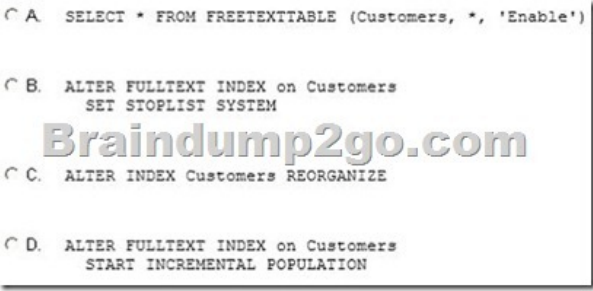 A. SELECT * FROM FREETEXTTABLE (Customers, *, 'Enable')
B. ALTER FULLTEXT INDEX on Customers
SET STOPLIST SYSTEM
Braindump2go.com
C. ALTER INDEX Customers REORGANIZE
D. ALTER FULLTEXT INDEX on Customers
START INCREMENTAL POPULATION